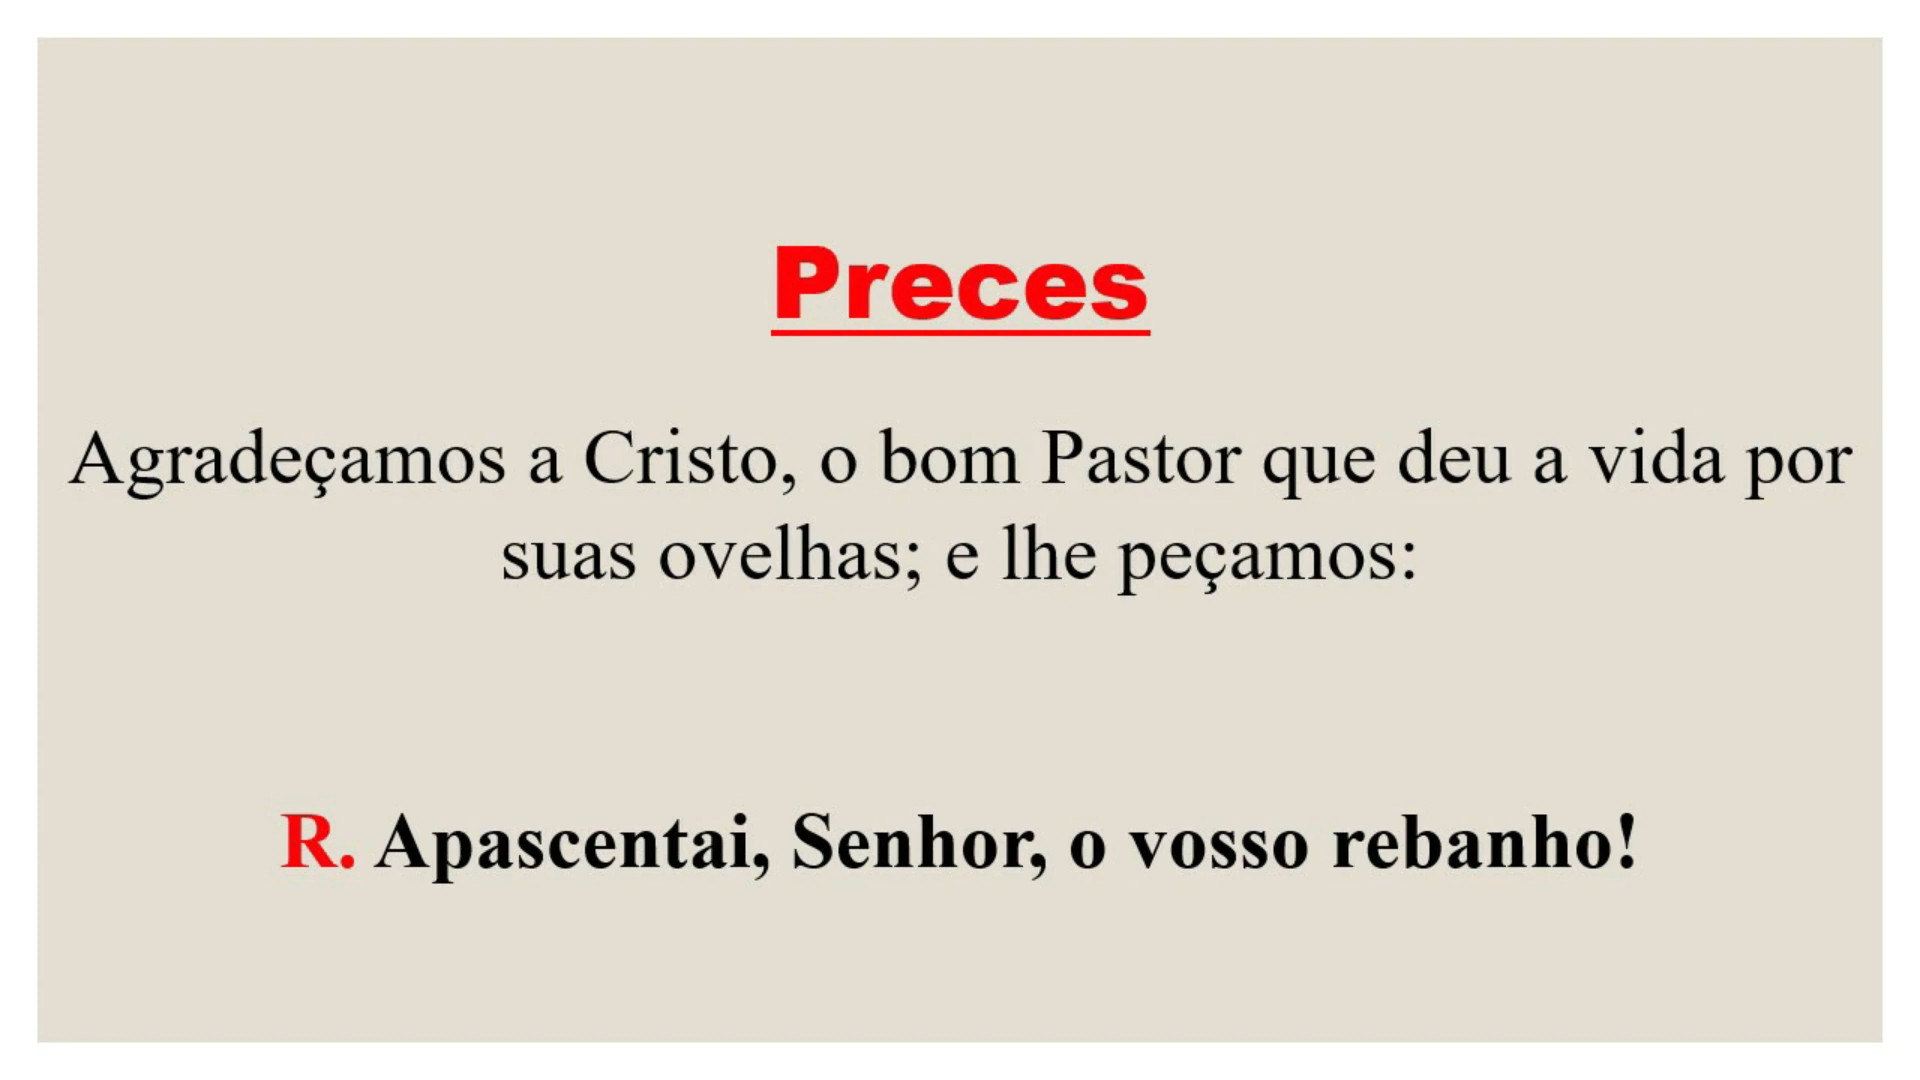 Preces
Agradeçamos a Cristo, o bom Pastor que deu a vida por
suas ovelhas; e lhe peçamos:
R. Apascentai, Senhor, o vosso rebanho!